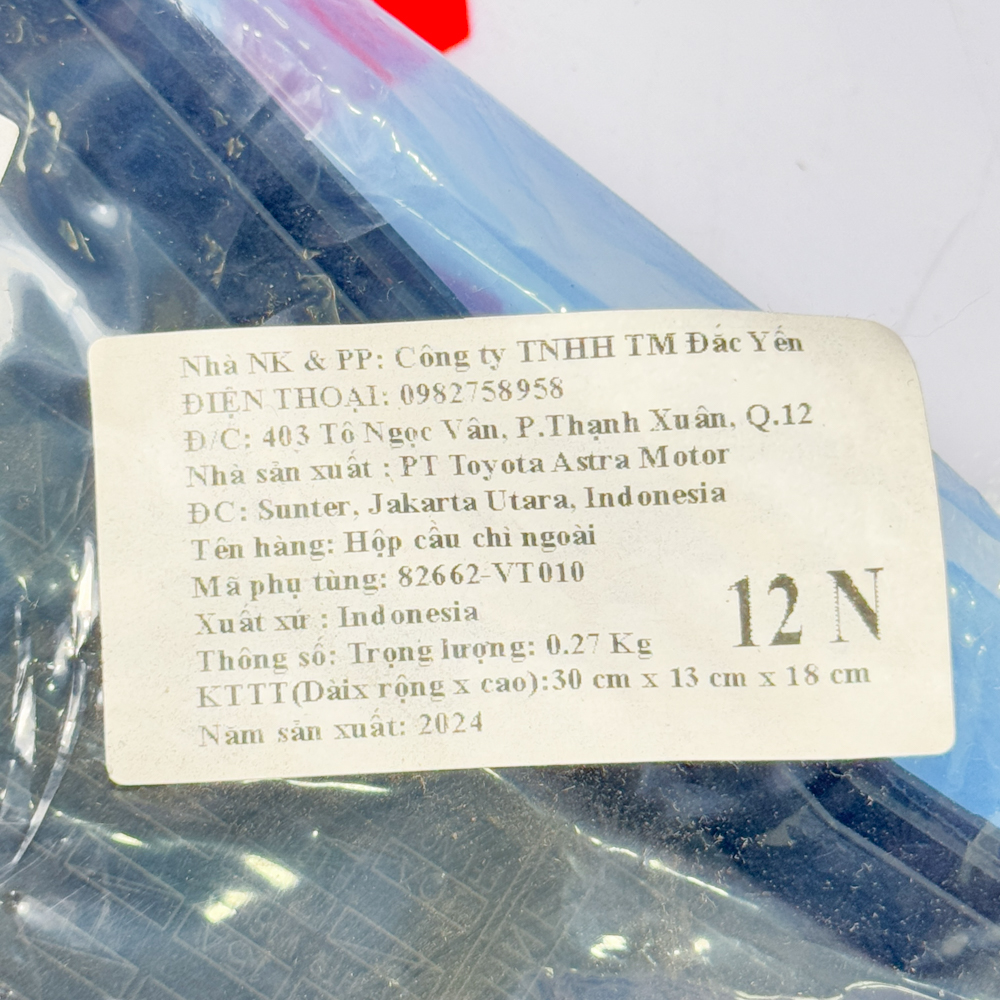 Nhà NK & PP: Công ty TNHH TM Đắc Yến
ĐIỆN THOẠI: 0982758958
Đ/C: 403 Tô Ngọc Vân, P.Thạnh Xuân, Q.12
Nhà sản xuất : PT Toyota Astra Motor
ĐC: Sunter, Jakarta Utara, Indonesia
Tên hàng: Hộp cầu chì ngoài
Mã phụ tùng: 82662-VT010
Xuất xứ : Indonesia
12 N
Thông số: Trọng lượng: 0.27 Kg
KTTT(Dàix rộng x cao):30 cm x 13 cm x 18 cm
Năm sản xuất: 2024